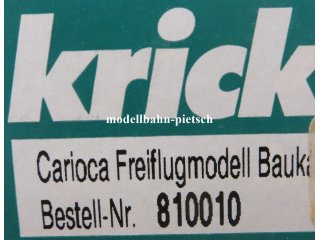 krick
modellbahn-pietsch
Carioca Freiflugmodell Bauka
Bestell-Nr. 810010